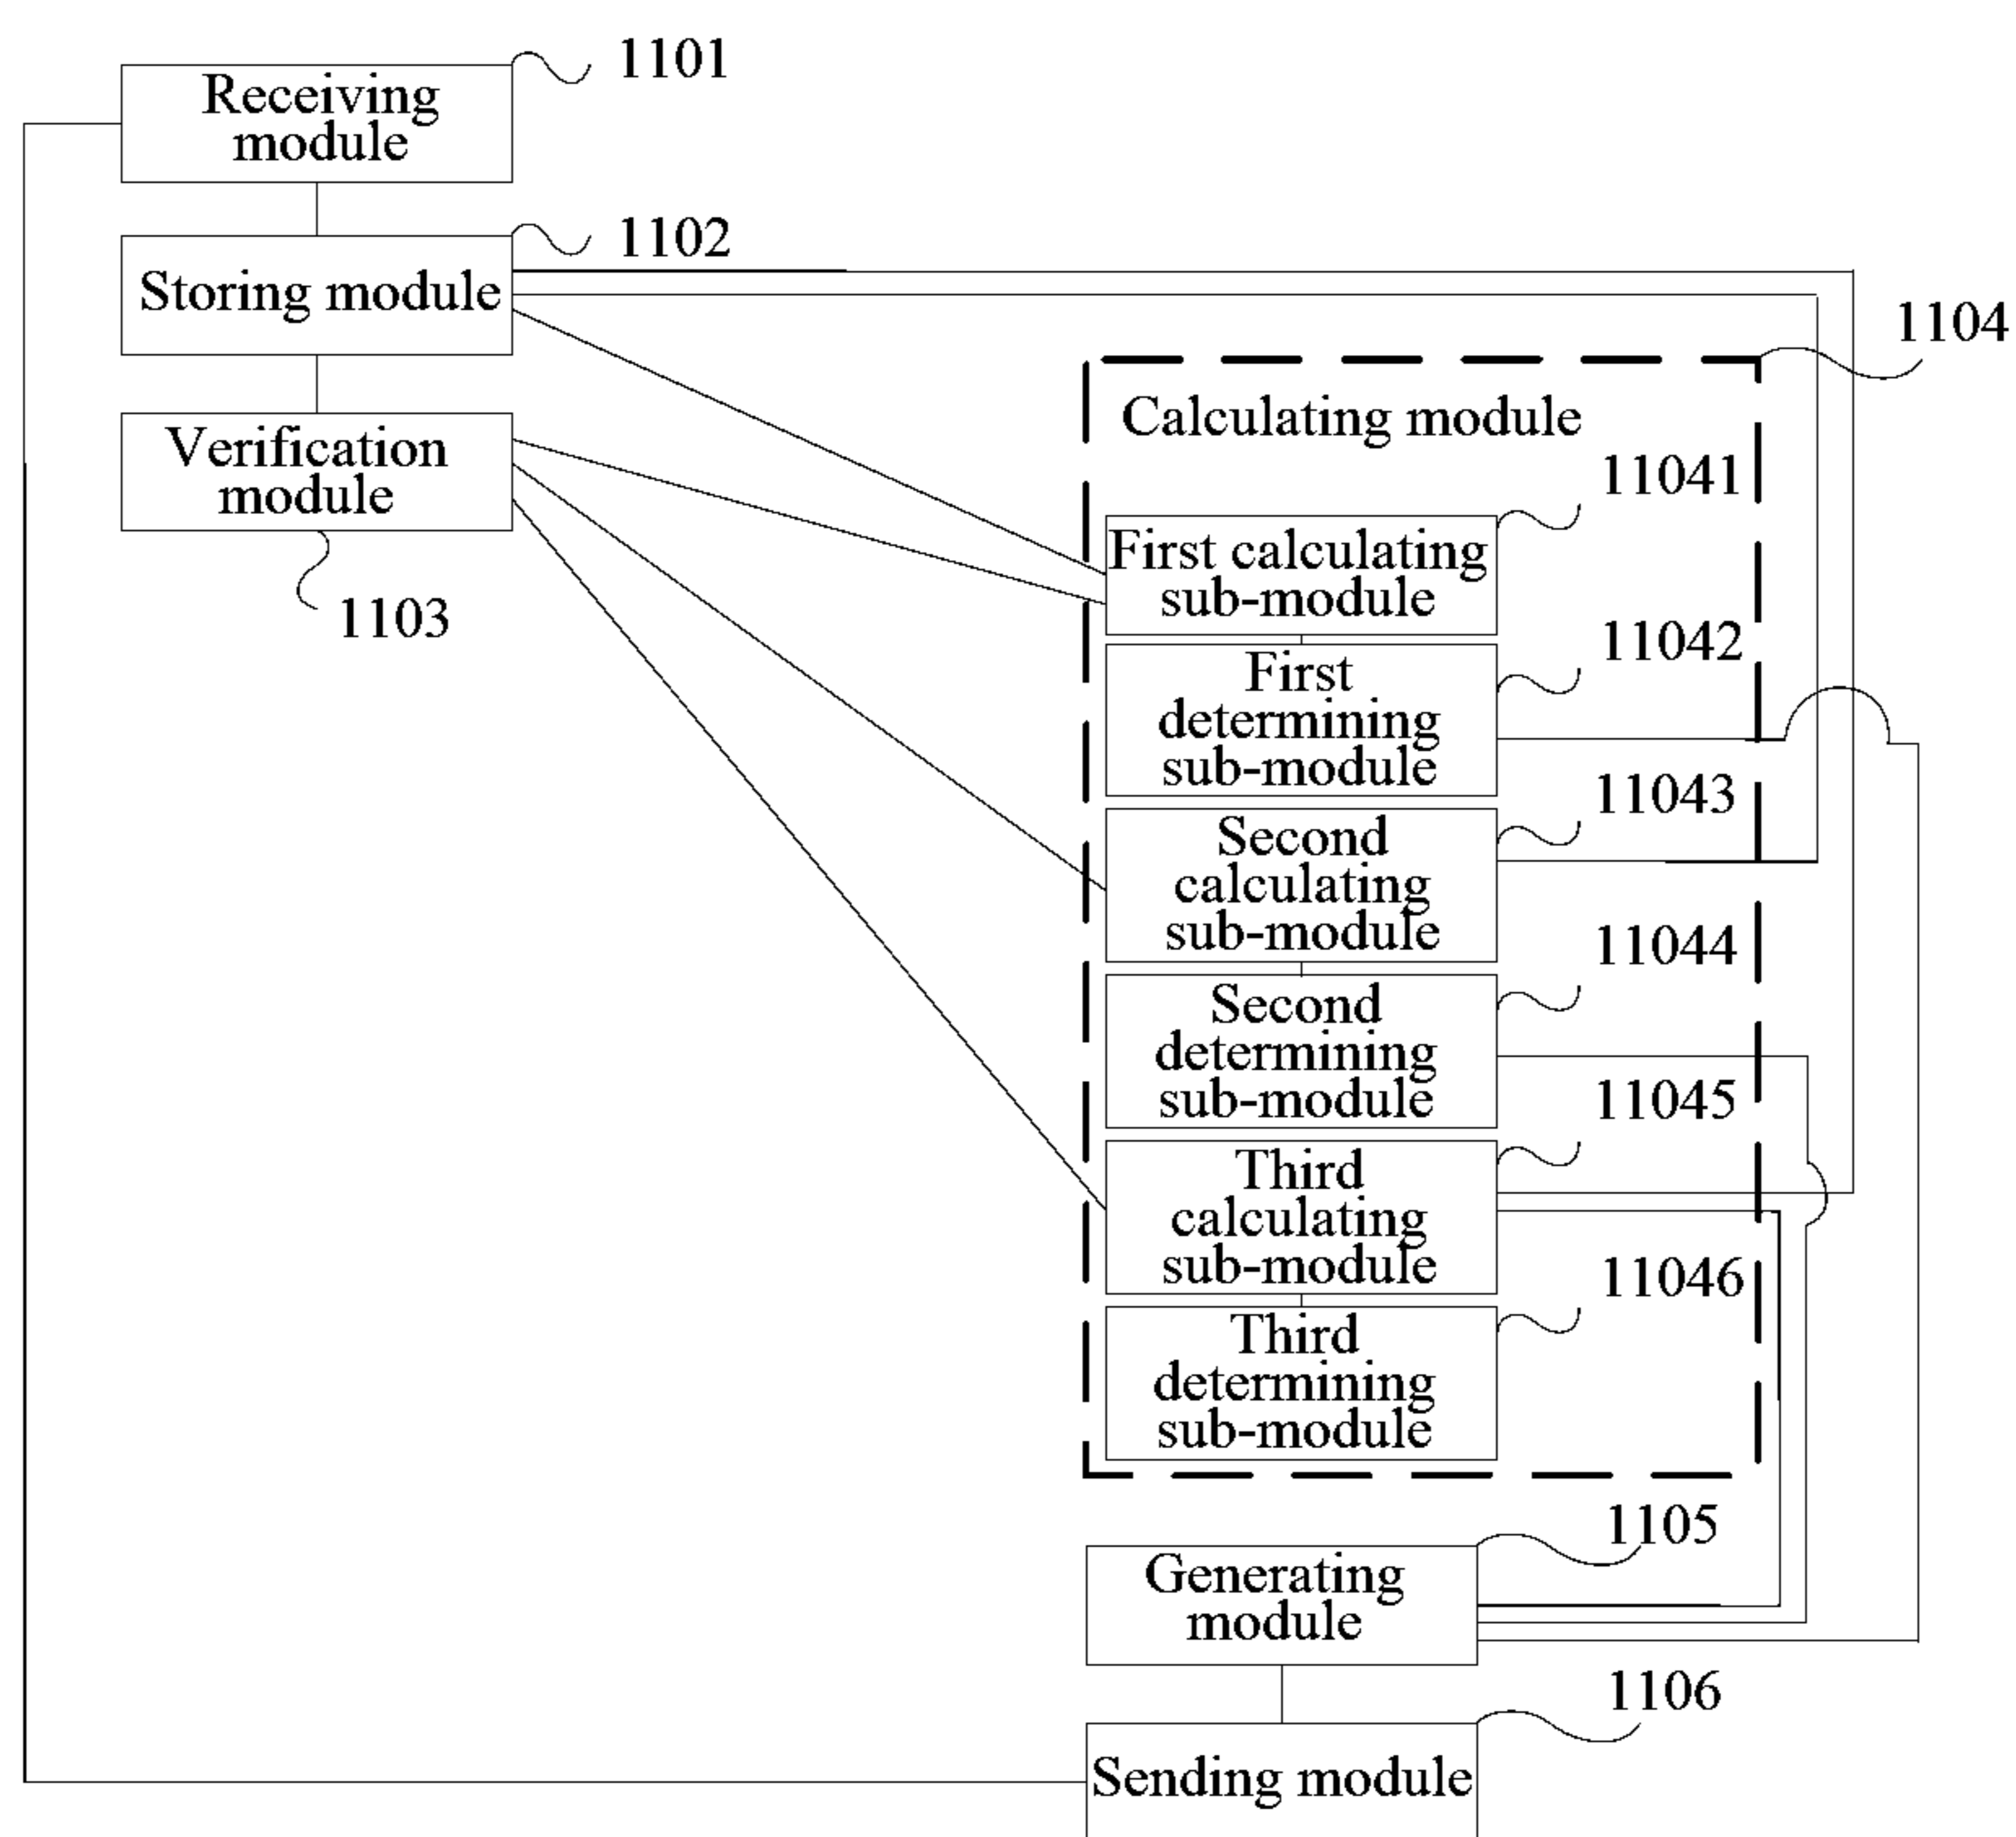 1101
Receiving
module
1102
Storing module
1104
Verification
module
1103
Calculating module
11041
First calculating
sub-module
11042
First
determining
sub-module
11043
Second
calculating
sub-module
11044
Second
determining
sub-module
11045
Third
calculating
sub-module
11046
Third
determining
sub-module
1105
Generating
module
1106
Sending module